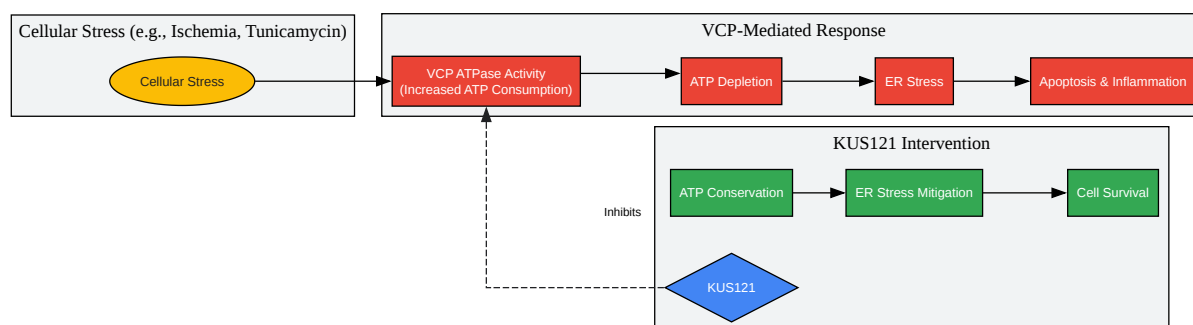 Cellular Stress (e.g., Ischemia, Tunicamycin)
Cellular Stress
VCP-Mediated Response
VCP ATPase Activity
(Increased ATP Consumption)
ATP Depletion
ER Stress
Apoptosis & Inflammation
KUS121 Intervention
ATP Conservation
ER Stress Mitigation
Cell Survival
Inhibits
KUS121